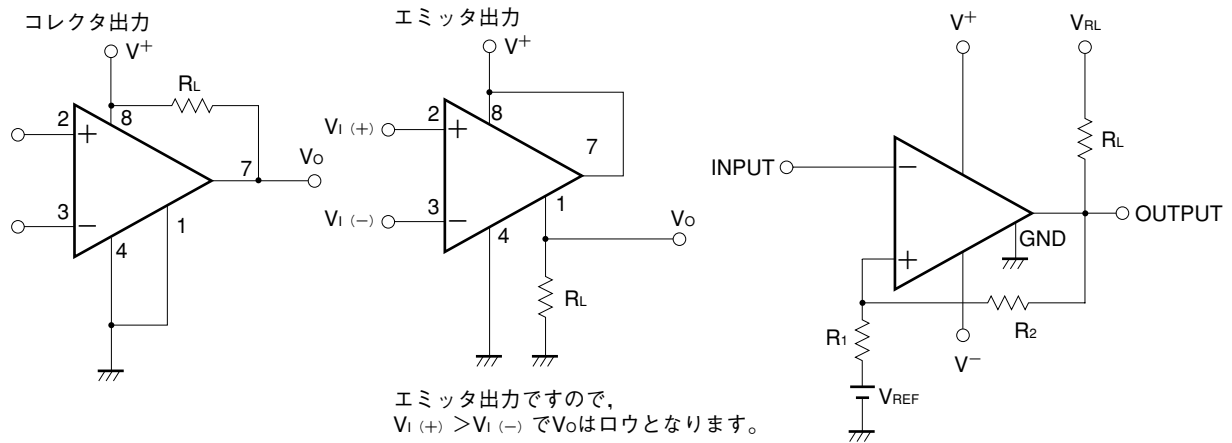 コレクタ出力
V+
RL
2
8
+
7
VO
3
−
1
4
エミッタ出力
V+
8
2
VI (+)
+
7
VI (−)
3
−
1
VO
4
RL
エミッタ出力ですので，
VI (+) ＞VI (−) でVOはロウとなります。
V+
VRL
RL
INPUT
−
OUTPUT
GND
+
R2
R1
V−
VREF